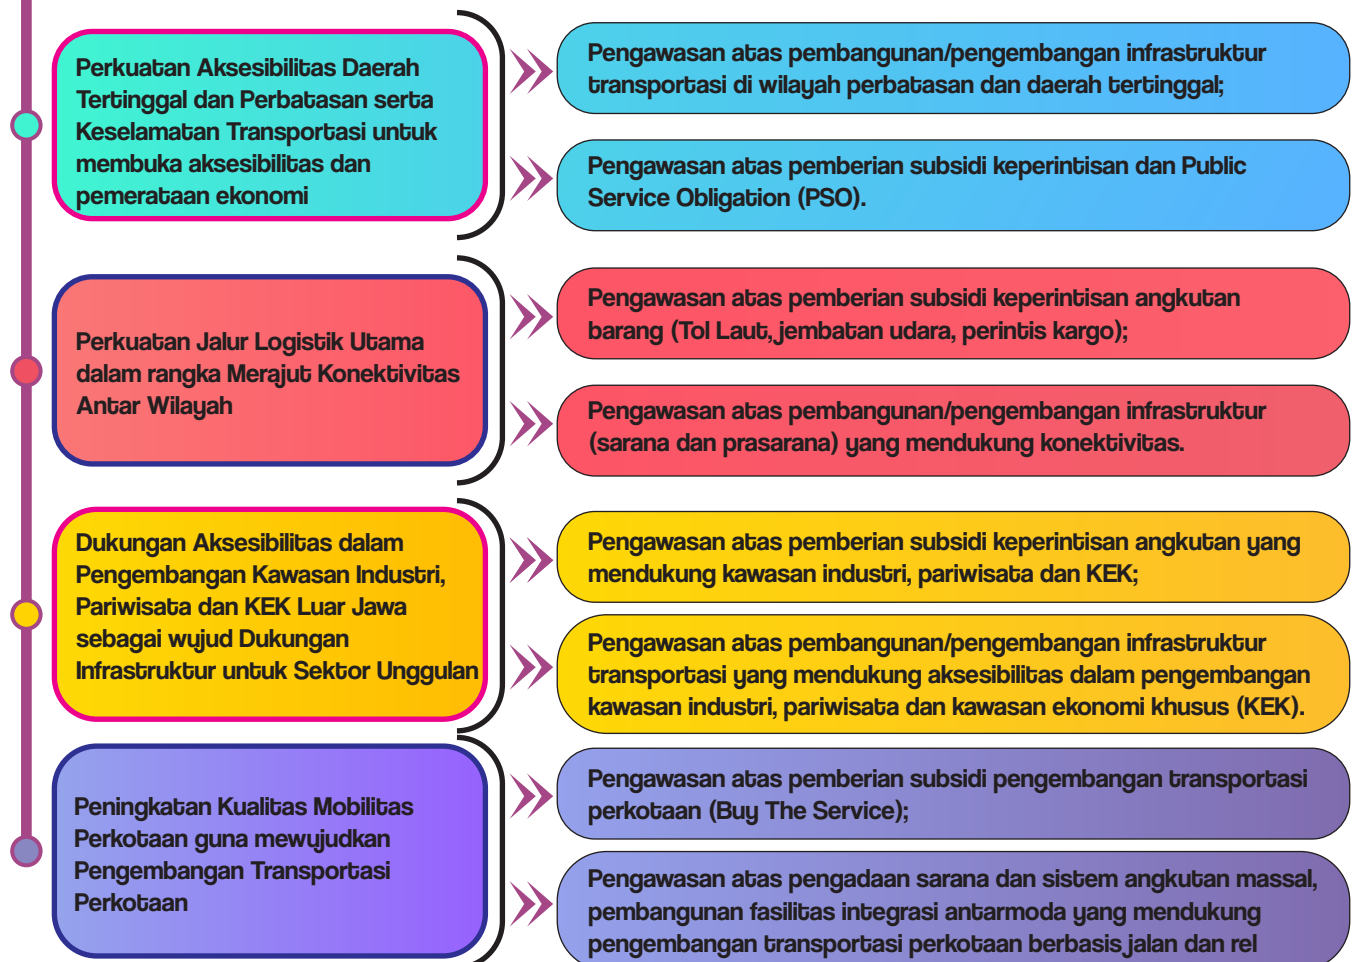 Perkuatan Aksesibilitas Daerah
Tertinggal dan Perbatasan serta
Keselamatan Transportasi untuk
membuka aksesibilitas dan
pemerataan ekonomi
Pengawasan atas pembangunan/pengembangan infrastruktur
transportasi di wilayah perbatasan dan daerah tertinggal;
Pengawasan atas pemberian subsidi keperintisan dan Public
Service Obligation (PSO).
Perkuatan Jalur Logistik Utama
dalam rangka Merajut Konektivitas
Antar Wilayah
Pengawasan atas pemberian subsidi keperintisan angkutan
barang (Tol Laut, jembatan udara, perintis kargo);
Pengawasan atas pembangunan/pengembangan infrastruktur
(sarana dan prasarana) yang mendukung konektivitas.
Dukungan Aksesibilitas dalam
Pengembangan Kawasan Industri,
Pariwisata dan KEK Luar Jawa
sebagai wujud Dukungan
Infrastruktur untuk Sektor Unggulan
Pengawasan atas pemberian subsidi keperintisan angkutan yang
mendukung kawasan industri, pariwisata dan KEK;
Pengawasan atas pembangunan/pengembangan infrastruktur
transportasi yang mendukung aksesibilitas dalam pengembangan
kawasan industri, pariwisata dan kawasan ekonomi khusus (KEK).
Peningkatan Kualitas Mobilitas
Perkotaan guna mewujudkan
Pengembangan Transportasi
Perkotaan
Pengawasan atas pemberian subsidi pengembangan transportasi
perkotaan (Buy The Service);
Pengawasan atas pengadaan sarana dan sistem angkutan massal,
pembangunan fasilitas integrasi antarmoda yang mendukung
pengembangan transportasi perkotaan berbasis jalan dan rel